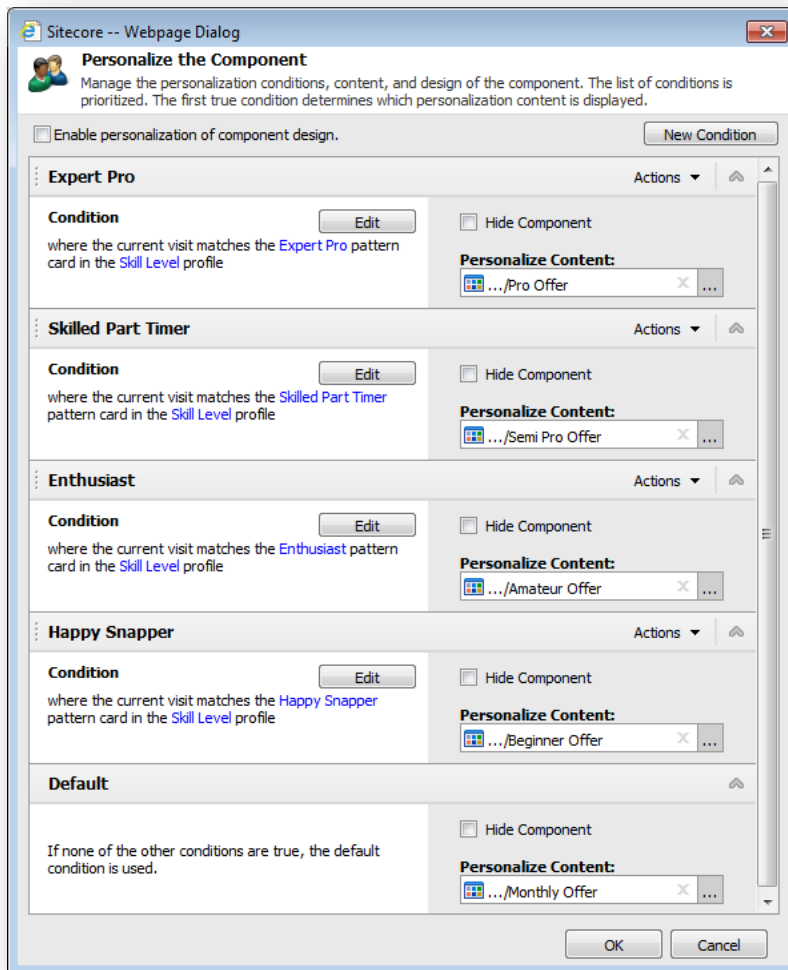 Sitecore -- Webpage Dialog
Personalize the Component
Manage the personalization conditions, content, and design of the component. The list of conditions is
prioritized. The first true condition determines which personalization content is displayed.
Enable personalization of component design.
New Condition
Expert Pro
Actions
Condition
Edit
where the current visit matches the Expert Pro pattern
card in the Skill Level profile
Hide Component
Personalize Content:
.../Pro Offer
...
Skilled Part Timer
Actions
Condition
Edit
where the current visit matches the Skilled Part Timer
pattern card in the Skill Level profile
Hide Component
Personalize Content:
.../Semi Pro Offer
...
Enthusiast
Actions
Condition
Edit
where the current visit matches the Enthusiast pattern
card in the Skill Level profile
Hide Component
Personalize Content:
.../Amateur Offer
...
Happy Snapper
Actions
Condition
Edit
where the current visit matches the Happy Snapper
pattern card in the Skill Level profile
Hide Component
Personalize Content:
.../Beginner Offer
...
Default
If none of the other conditions are true, the default
condition is used.
Hide Component
Personalize Content:
.../Monthly Offer
...
OK
Cancel